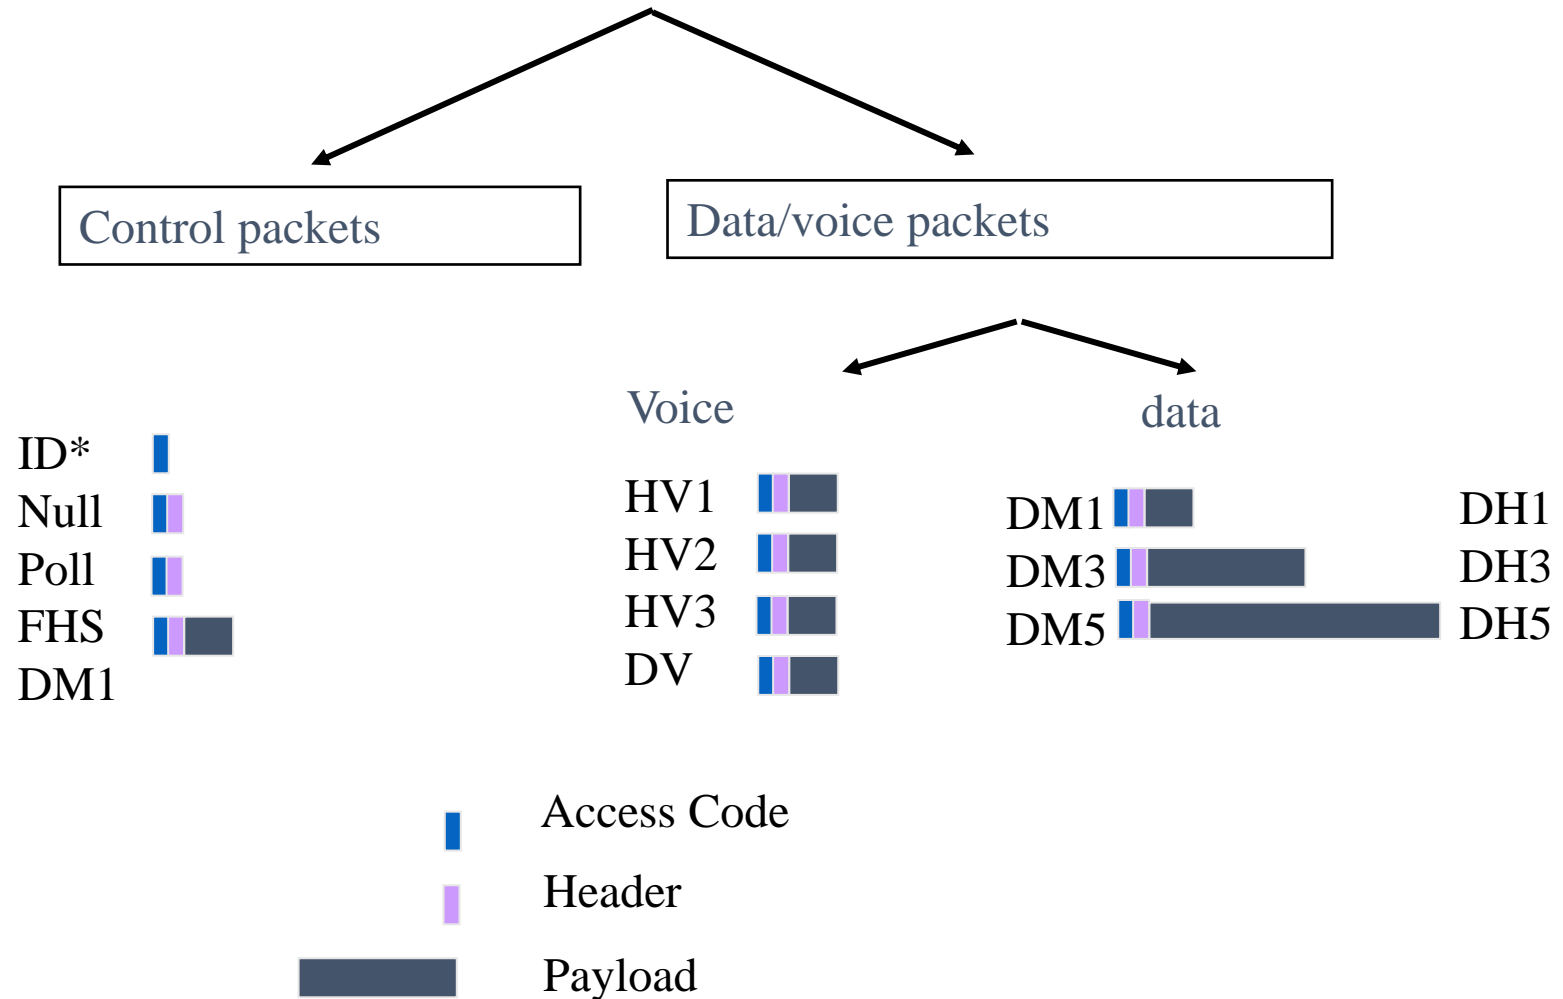 Control packets
Data/voice packets
Voice
data
ID*
Null
Poll
FHS
DM1
HV1
HV2
HV3
DV
DM1 DH1
DM3 DH3
DM5 DH5
Access Code
Header
Payload